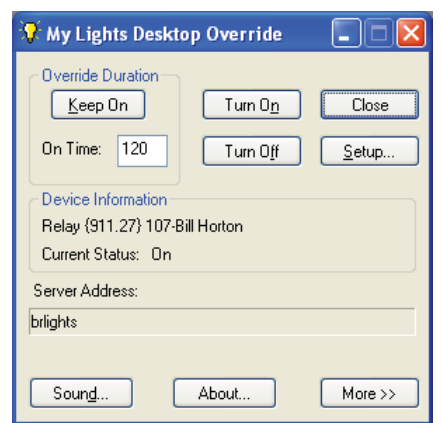 My Lights Desktop Override
Override Duration
Keep On
Turn On
Close
On Time: 120
Turn Off
Setup...
Device Information
Relay {911.27} 107-Bill Horton
Current Status: On
Server Address:
brlights
Sound...
About...
More >>